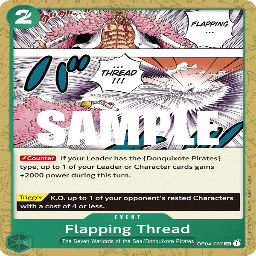 2
FLAPPING
...
...
THREAD
!!!
SAMPLE
Counter If your Leader has the {Donquixote Pirates}
type, up to 1 of your Leader or Character cards gains
+2000 power during this turn.
Trigger K.O. up to 1 of your opponent's rested Characters
with a cost of 4 or less.
EVENT
Flapping Thread
The Seven Warlords of the Sea/Donquixote Pirates